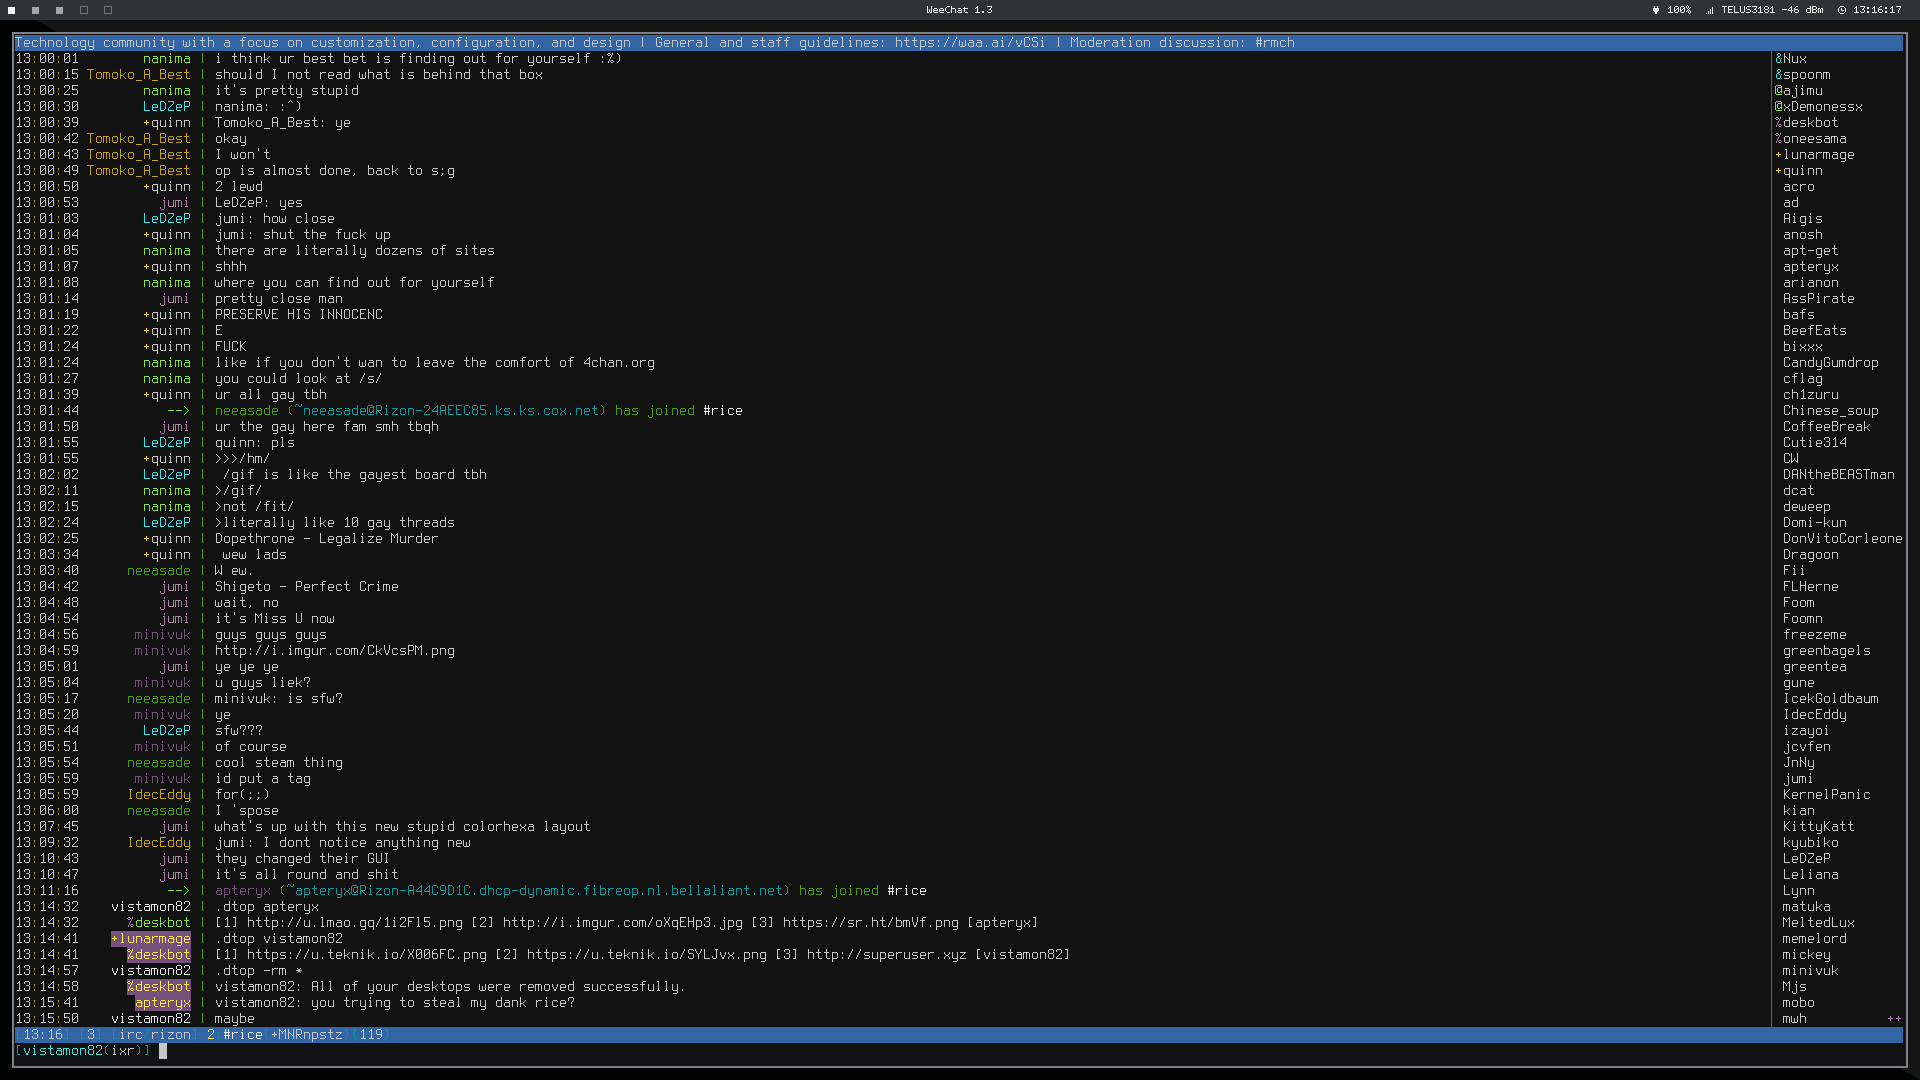 WeeChat 1.3
100% TELUS3181 -46 dBm 13:16:17
Technology community with a focus on customization, configuration, and design | General and staff guidelines: https://waa.ai/vCSi | Moderation discussion: #rmch
13:00:01 nanima | i think ur best bet is finding out for yourself :%)
13:00:15 Tomoko_A_Best | should I not read what is behind that box
13:00:25 nanima | it's pretty stupid
13:00:30 LeDZeP | nanima: :^)
13:00:39 +quinn | Tomoko_A_Best: ye
13:00:42 Tomoko_A_Best | okay
13:00:43 Tomoko_A_Best | I won't
13:00:49 Tomoko_A_Best | op is almost done, back to s;g
13:00:50 +quinn | 2 lewd
13:00:53 jumi | LeDZeP: yes
13:01:03 LeDZeP | jumi: how close
13:01:04 +quinn | jumi: shut the fuck up
13:01:05 nanima | there are literally dozens of sites
13:01:07 +quinn | shhh
13:01:08 nanima | where you can find out for yourself
13:01:14 jumi | pretty close man
13:01:19 +quinn | PRESERVE HIS INNOCENC
13:01:22 +quinn | E
13:01:24 +quinn | FUCK
13:01:24 nanima | like if you don't wan to leave the comfort of 4chan.org
13:01:27 nanima | you could look at /s/
13:01:39 +quinn | ur all gay tbh
13:01:44 --> | neeasade (~neeasade@Rizon-24AEEC85.ks.ks.cox.net) has joined #rice
13:01:50 jumi | ur the gay here fam smh tbqh
13:01:55 LeDZeP | quinn: pls
13:01:55 +quinn | >>>/hm/
13:02:02 LeDZeP | /gif is like the gayest board tbh
13:02:11 nanima | >/gif/
13:02:15 nanima | >not /fit/
13:02:24 LeDZeP | >literally like 10 gay threads
13:02:25 +quinn | Dopethrone - Legalize Murder
13:03:34 +quinn | wew lads
13:03:40 neeasade | W ew.
13:04:42 jumi | Shigeto - Perfect Crime
13:04:48 jumi | wait, no
13:04:54 jumi | it's Miss U now
13:04:56 minivuk | guys guys guys
13:04:59 minivuk | http://i.imgur.com/CkVcsPM.png
13:05:01 jumi | ye ye ye
13:05:04 minivuk | u guys liek?
13:05:17 neeasade | minivuk: is sfw?
13:05:20 minivuk | ye
13:05:44 LeDZeP | sfw???
13:05:51 minivuk | of course
13:05:54 neeasade | cool steam thing
13:05:59 minivuk | id put a tag
13:05:59 IdecEddy | for(;;)
13:06:00 neeasade | I 'spose
13:07:45 jumi | what's up with this new stupid colorhexa layout
13:09:32 IdecEddy | jumi: I dont notice anything new
13:10:43 jumi | they changed their GUI
13:10:47 jumi | it's all round and shit
13:11:16 --> | apteryx (~apteryx@Rizon-A44C9D1C.dhcp-dynamic.fibreop.nl.bellaliant.net) has joined #rice
13:14:32 vistamon82 | .dtop apteryx
13:14:32 %deskbot | [1] http://u.lmao.gq/1i2Fl5.png [2] http://i.imgur.com/oXqEHp3.jpg [3] https://sr.ht/bmVf.png [apteryx]
13:14:41 +lunarmage | .dtop vistamon82
13:14:41 %deskbot | [1] https://u.teknik.io/X006FC.png [2] https://u.teknik.io/SYLJvx.png [3] http://superuser.xyz [vistamon82]
13:14:57 vistamon82 | .dtop -rm *
13:14:58 %deskbot | vistamon82: All of your desktops were removed successfully.
13:15:41 apteryx | vistamon82: you trying to steal my dank rice?
13:15:50 vistamon82 | maybe
[13:16] [3] [irc rizon] 2 #rice(+MNRnpstz){119}
[vistamon82(ixr)]
&Nux
&spoonm
@ajimu
@xDemonessx
%deskbot
%oneesama
+lunarmage
+quinn
acro
ad
Aigis
anosh
apt-get
apteryx
arianon
AssPirate
bafs
BeefEats
bixxx
CandyGumdrop
cflag
ch1zuru
Chinese_soup
CoffeeBreak
Cutie314
CW
DANtheBEASTman
dcat
deweep
Domi-kun
DonVitoCorleone
Dragoon
Fii
FLHerne
Foom
Foomn
freezeme
greenbagels
greentea
gune
IcekGoldbaum
IdecEddy
izayoi
jcvfen
JnNy
jumi
KernelPanic
kian
KittyKatt
kyubiko
LeDZeP
Leliana
Lynn
matuka
MeltedLux
memelord
mickey
minivuk
Mjs
mobo
mwh ++